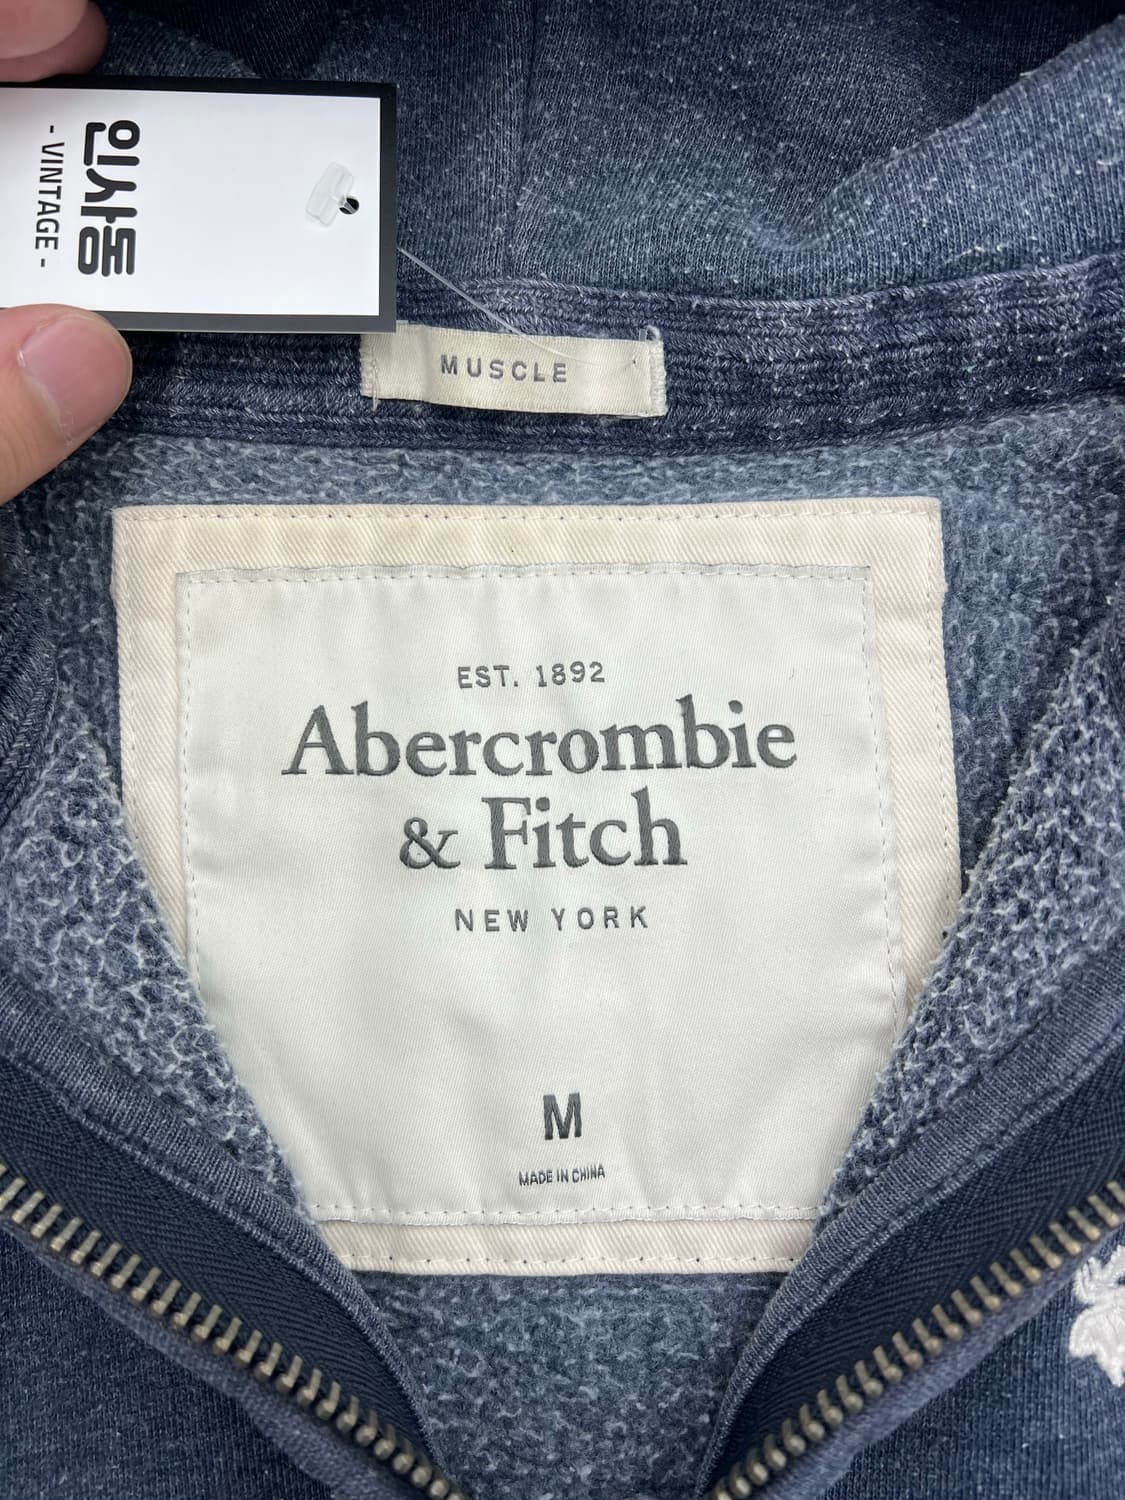 인사동
- VINTAGE -
MUSCLE
EST. 1892
Abercrombie
& Fitch
NEW YORK
M
MADE IN CHINA